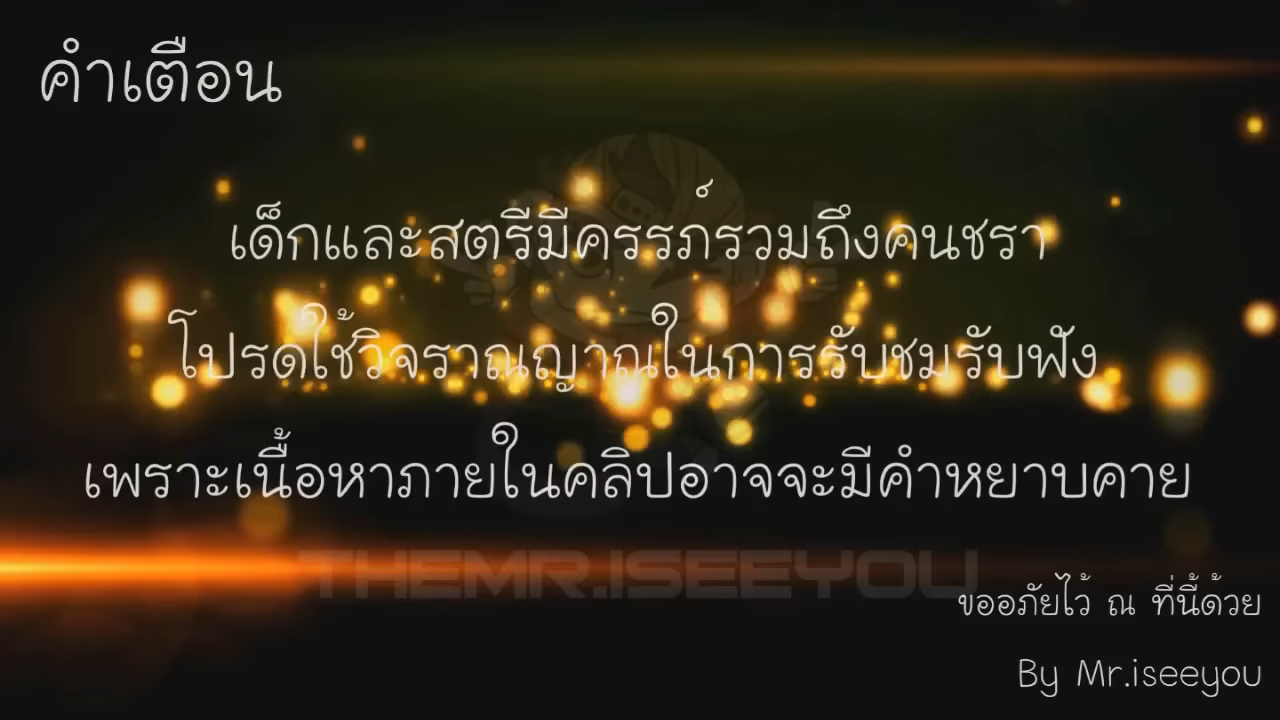 คำเตือน
เด็กและสตรีมีครรภ์รวมถึงคนชรา
โปรดใช้วิจราณญาณในการรับชมรับฟัง
เพราะเนื้อหาภายในคลิปอาจจะมีคำหยาบคาย
THEMR.ISEEYOU
ขออภัยไว้ ณ ที่นี้ด้วย
By Mr.iseeyou